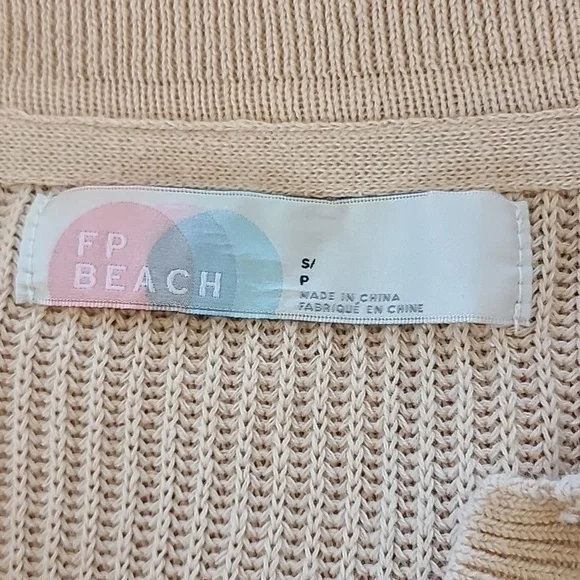 FP
BEACH
S/
P
MADE IN CHINA
FABRIQUÉ EN CHINE